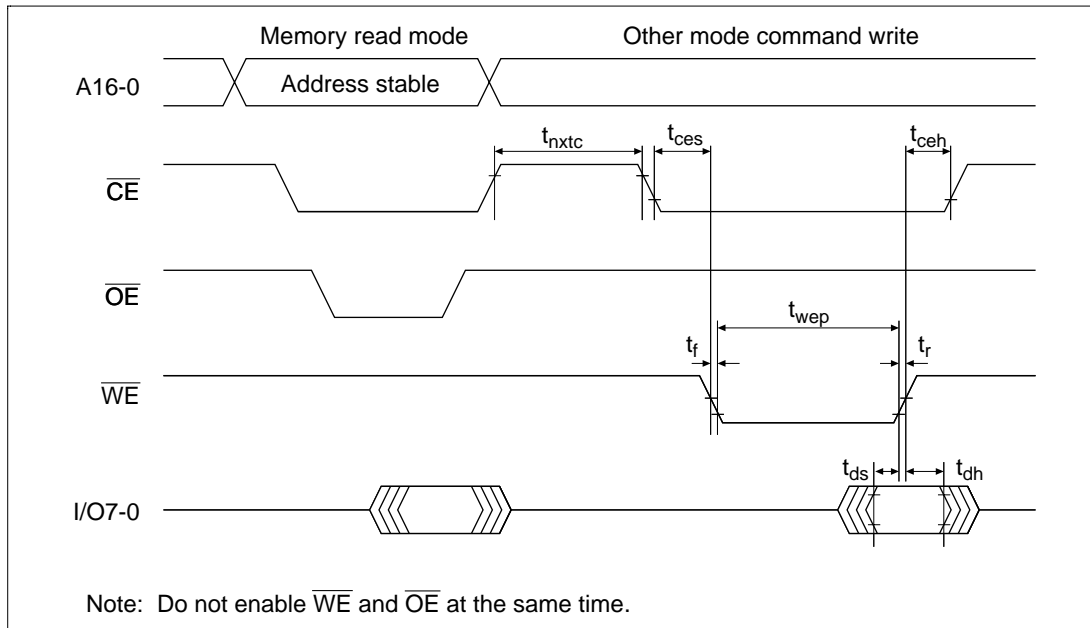 Memory read mode Other mode command write
A16-0 Address stable
tnxtc tces tceh
CE
OE
twep
tf tr
WE
tds tdh
I/O7-0
Note: Do not enable WE and OE at the same time.